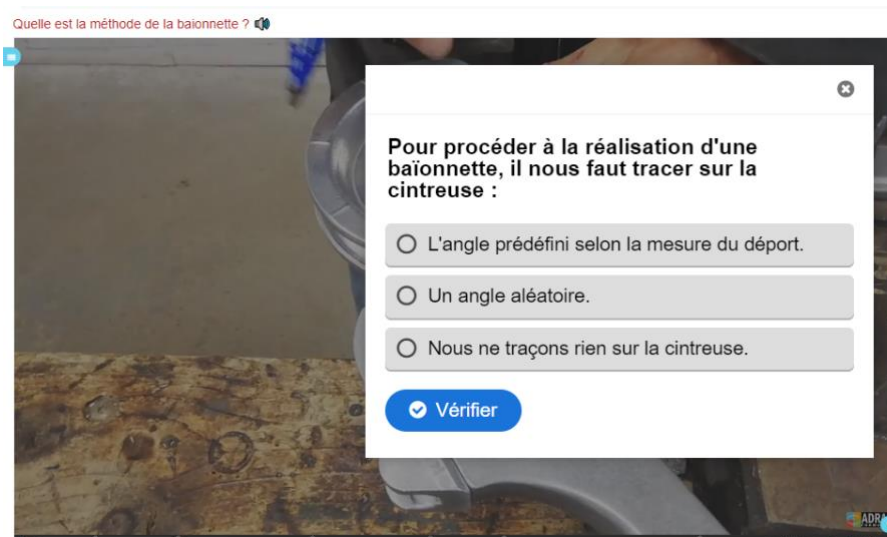 Quelle est la méthode de la baionnette ?
Pour procéder à la réalisation d'une
baïonnette, il nous faut tracer sur la
cintreuse :
L'angle prédéfini selon la mesure du déport.
Un angle aléatoire.
Nous ne traçons rien sur la cintreuse.
Vérifier